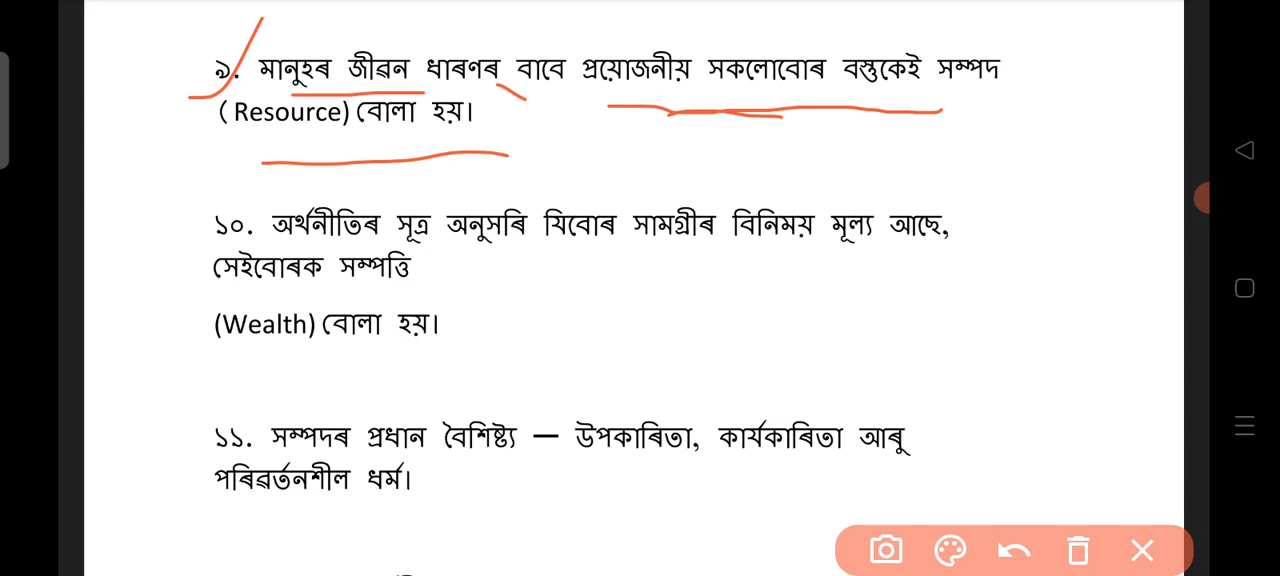 ৯. মানুহৰ জীৱন ধাৰণৰ বাবে প্ৰয়োজনীয় সকলোবোৰ বস্তুকেই সম্পদ
(Resource) বোলা হয়।
১০. অৰ্থনীতিৰ সূত্ৰ অনুসৰি যিবোৰ সামগ্ৰীৰ বিনিময় মূল্য আছে,
সেইবোৰক সম্পত্তি
(Wealth) বোলা হয়।
১১. সম্পদৰ প্ৰধান বৈশিষ্ট্য — উপকাৰিতা, কাৰ্যকাৰিতা আৰু
পৰিৱৰ্তনশীল ধৰ্ম।